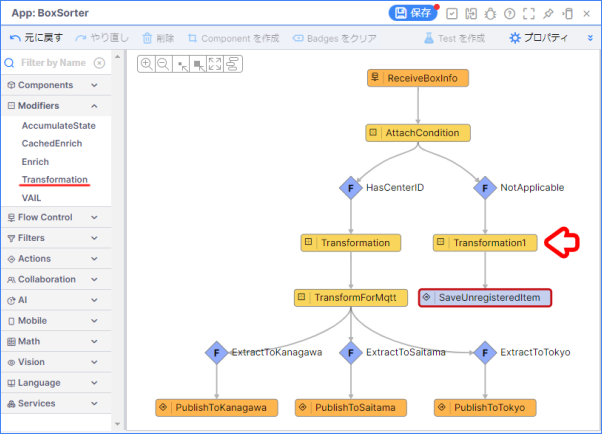 App: BoxSorter
保存
元に戻す
やり直し
削除
Component を作成
Badges をクリア
Test を作成
プロパティ
Filter by Name
Components
Modifiers
AccumulateState
CachedEnrich
Enrich
Transformation
VAIL
Flow Control
Filters
Actions
Collaboration
AI
Mobile
Math
Vision
Language
Services
ReceiveBoxInfo
AttachCondition
F HasCenterID
F NotApplicable
Transformation
Transformation1
TransformForMqtt
SaveUnregisteredItem
F ExtractToKanagawa
F ExtractToSaitama
F ExtractToTokyo
PublishToKanagawa
PublishToSaitama
PublishToTokyo